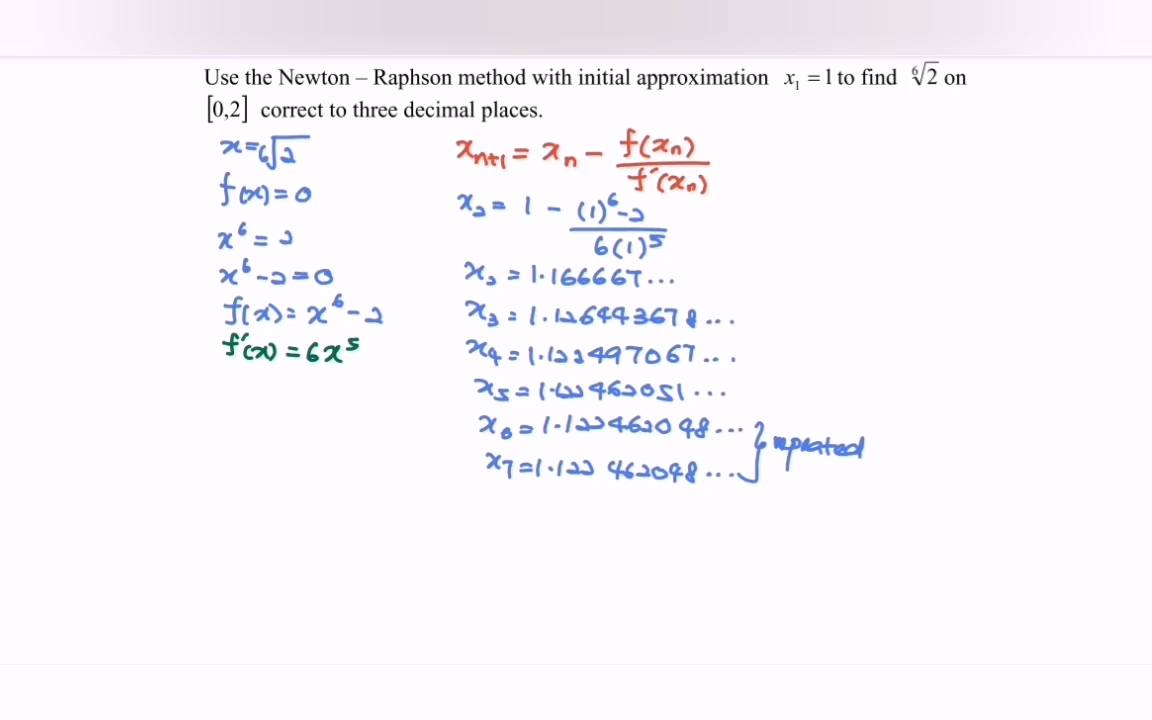 Use the Newton – Raphson method with initial approximation x₁ = 1 to find ⁶√2 on
[0,2] correct to three decimal places.
x = ⁶√2
f(x) = 0
x⁶ = 2
x⁶ - 2 = 0
f(x) = x⁶ - 2
f'(x) = 6x⁵
xₙ₊₁ = xₙ - f(xₙ) / f'(xₙ)
x₂ = 1 - (1)⁶ - 2 / 6(1)⁵
x₂ = 1.166667...
x₃ = 1.126443678...
x₄ = 1.122497067...
x₅ = 1.122462051...
x₆ = 1.122462048...
x₇ = 1.122462048...
repeated